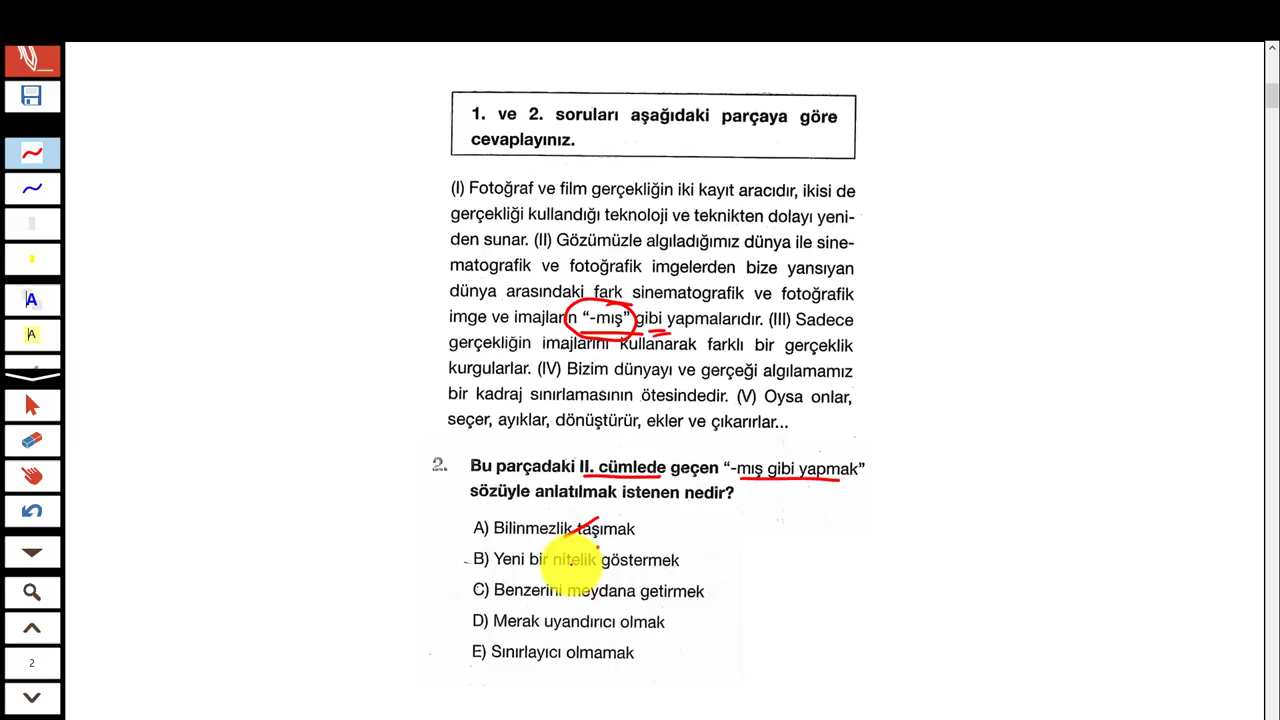 1. ve 2. soruları aşağıdaki parçaya göre
cevaplayınız.
(I) Fotoğraf ve film gerçekliğin iki kayıt aracıdır, ikisi de
gerçekliği kullandığı teknoloji ve teknikten dolayı yeni-
den sunar. (II) Gözümüzle algıladığımız dünya ile sine-
matografik ve fotoğrafik imgelerden bize yansıyan
dünya arasındaki fark sinematografik ve fotoğrafik
imge ve imajların “-mış” gibi yapmalarıdır. (III) Sadece
gerçekliğin imajlarını kullanarak farklı bir gerçeklik
kurgularlar. (IV) Bizim dünyayı ve gerçeği algılamamız
bir kadraj sınırlamasının ötesindedir. (V) Oysa onlar,
seçer, ayıklar, dönüştürür, ekler ve çıkarırlar...
2. Bu parçadaki II. cümlede geçen “-mış gibi yapmak”
sözüyle anlatılmak istenen nedir?
A) Bilinmezlik taşımak
B) Yeni bir nitelik göstermek
C) Benzerini meydana getirmek
D) Merak uyandırıcı olmak
E) Sınırlayıcı olmamak
A
A
2